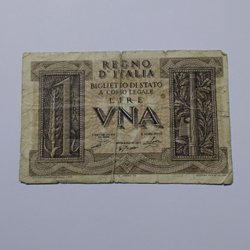 REGNO
D'ITALIA
BIGLIETTO DI STATO
A CORSO LEGALE
LIRE
VNA